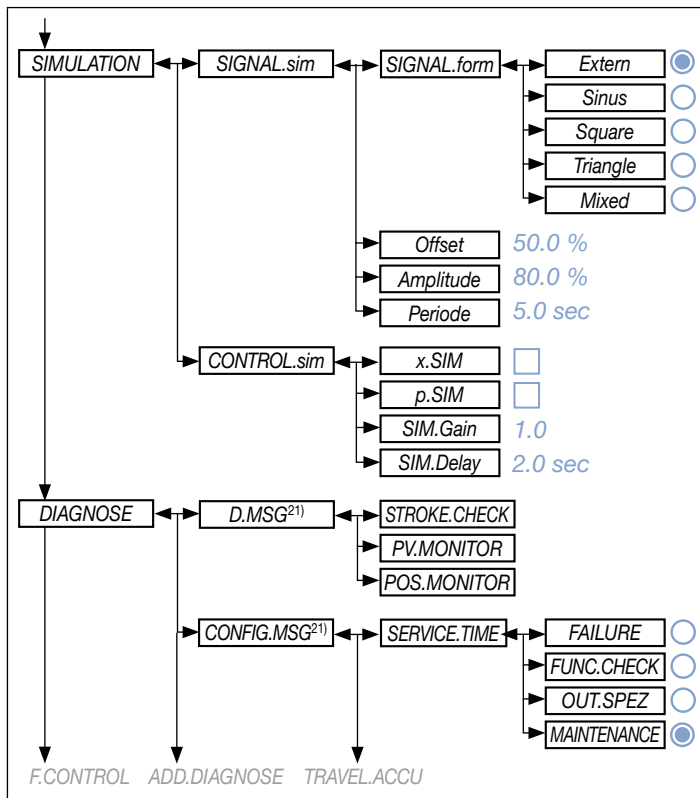 SIMULATION SIGNAL.sim SIGNAL.form Extern
Sinus
Square
Triangle
Mixed
Offset 50.0 %
Amplitude 80.0 %
Periode 5.0 sec
CONTROL.sim x.SIM
p.SIM
SIM.Gain 1.0
SIM.Delay 2.0 sec
DIAGNOSE D.MSG21) STROKE.CHECK
PV.MONITOR
POS.MONITOR
CONFIG.MSG21) SERVICE.TIME FAILURE
FUNC.CHECK
OUT.SPEZ
MAINTENANCE
F.CONTROL ADD.DIAGNOSE TRAVEL.ACCU